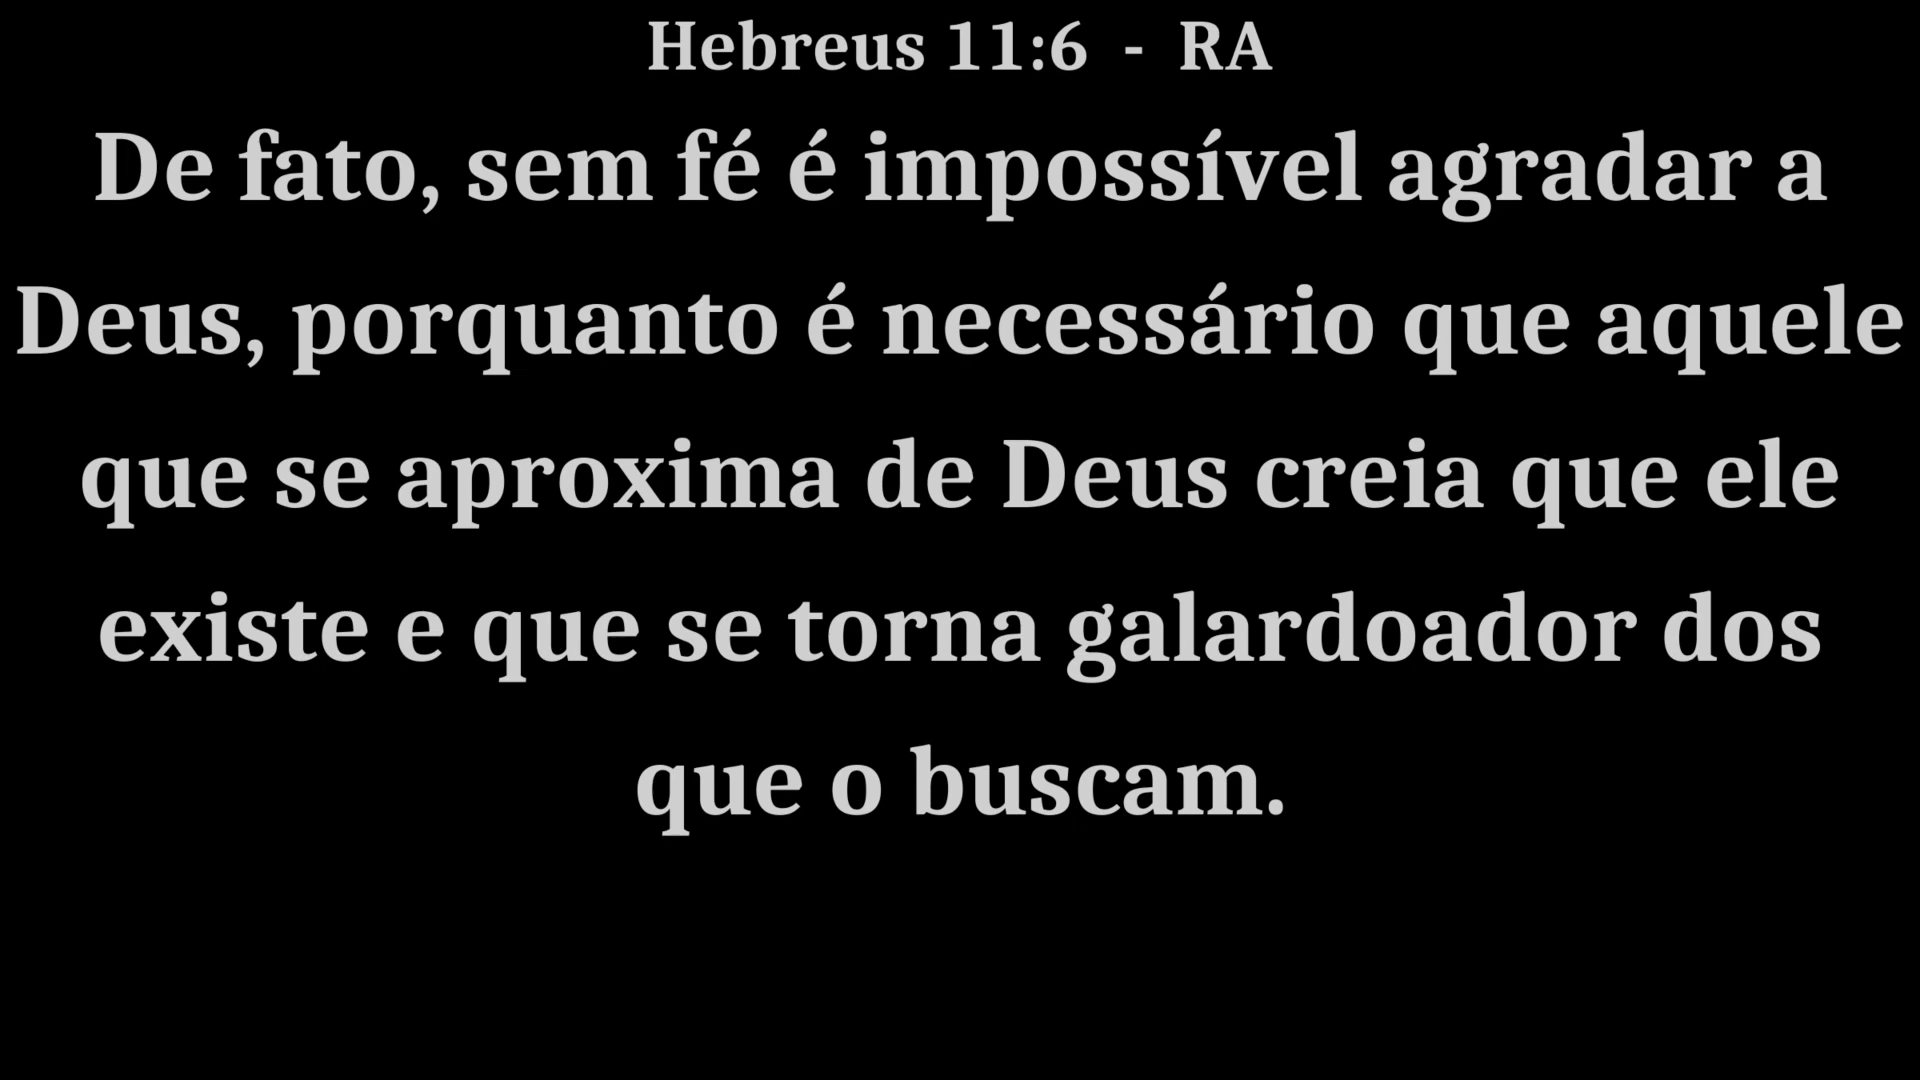 Hebreus 11:6 - RA
De fato, sem fé é impossível agradar a
Deus, porquanto é necessário que aquele
que se aproxima de Deus creia que ele
existe e que se torna galardoador dos
que o buscam.